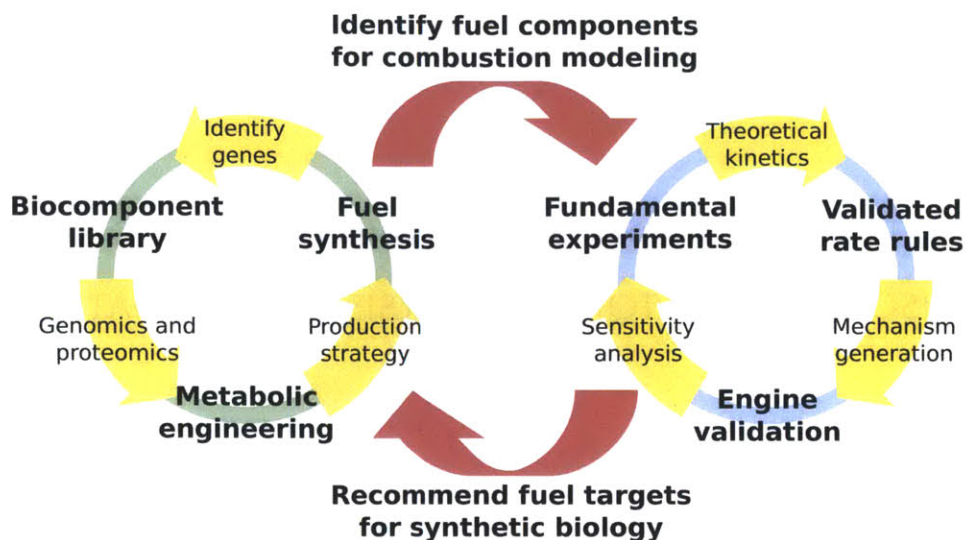 Identify fuel components
for combustion modeling
Identify
genes
Biocomponent
library
Fuel
synthesis
Genomics and
proteomics
Production
strategy
Metabolic
engineering
Theoretical
kinetics
Fundamental
experiments
Validated
rate rules
Sensitivity
analysis
Mechanism
generation
Engine
validation
Recommend fuel targets
for synthetic biology